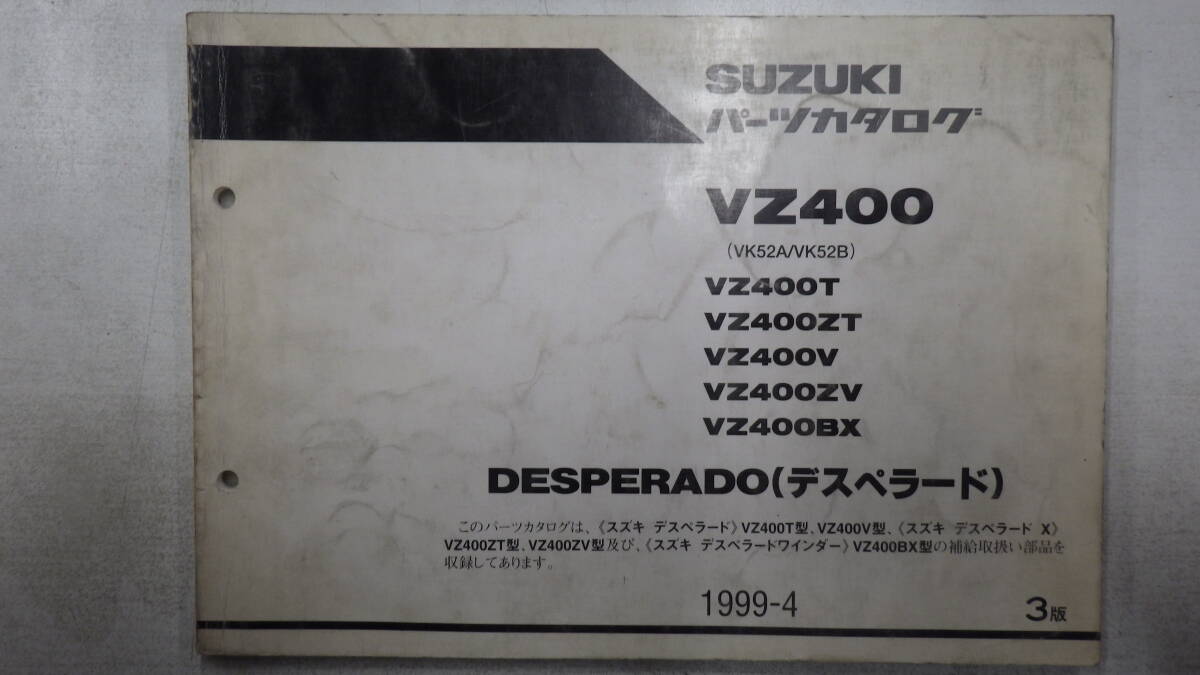 SUZUKI
パーツカタログ
VZ400
(VK52A/VK52B)
VZ400T
VZ400ZT
VZ400V
VZ400ZV
VZ400BX
DESPERADO(デスペラード)
このパーツカタログは、《スズキ デスペラード》VZ400T型、VZ400V型、《スズキ デスペラード X》
VZ400ZT型、VZ400ZV型及び、《スズキ デスペラードワインダー》VZ400BX型の補給取扱い部品を
収録してあります。
1999-4
3版